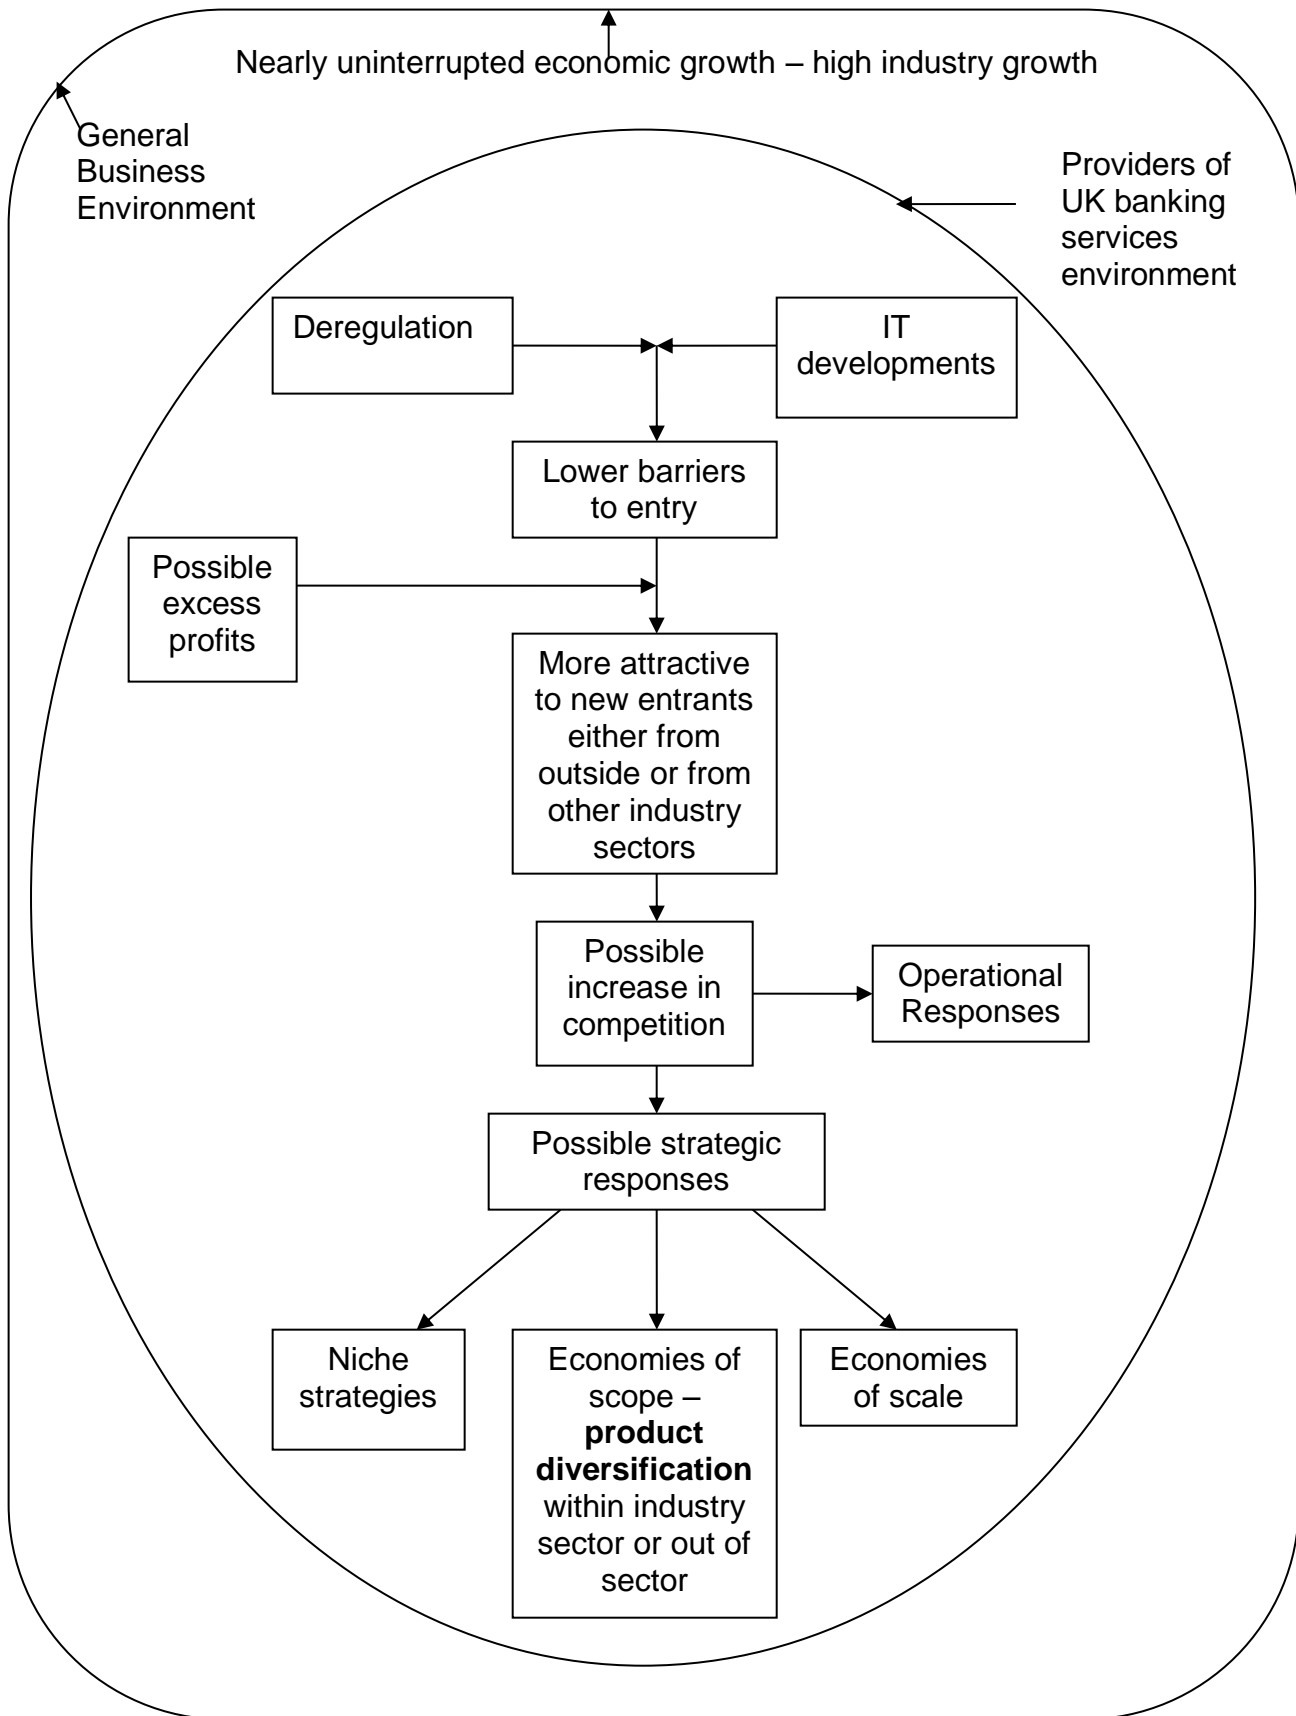 Nearly uninterrupted economic growth – high industry growth
General
Business
Environment
Providers of
UK banking
services
environment
Deregulation
IT
developments
Lower barriers
to entry
Possible
excess
profits
More attractive
to new entrants
either from
outside or from
other industry
sectors
Possible
increase in
competition
Operational
Responses
Possible strategic
responses
Niche
strategies
Economies of
scope –
product
diversification
within industry
sector or out of
sector
Economies
of scale